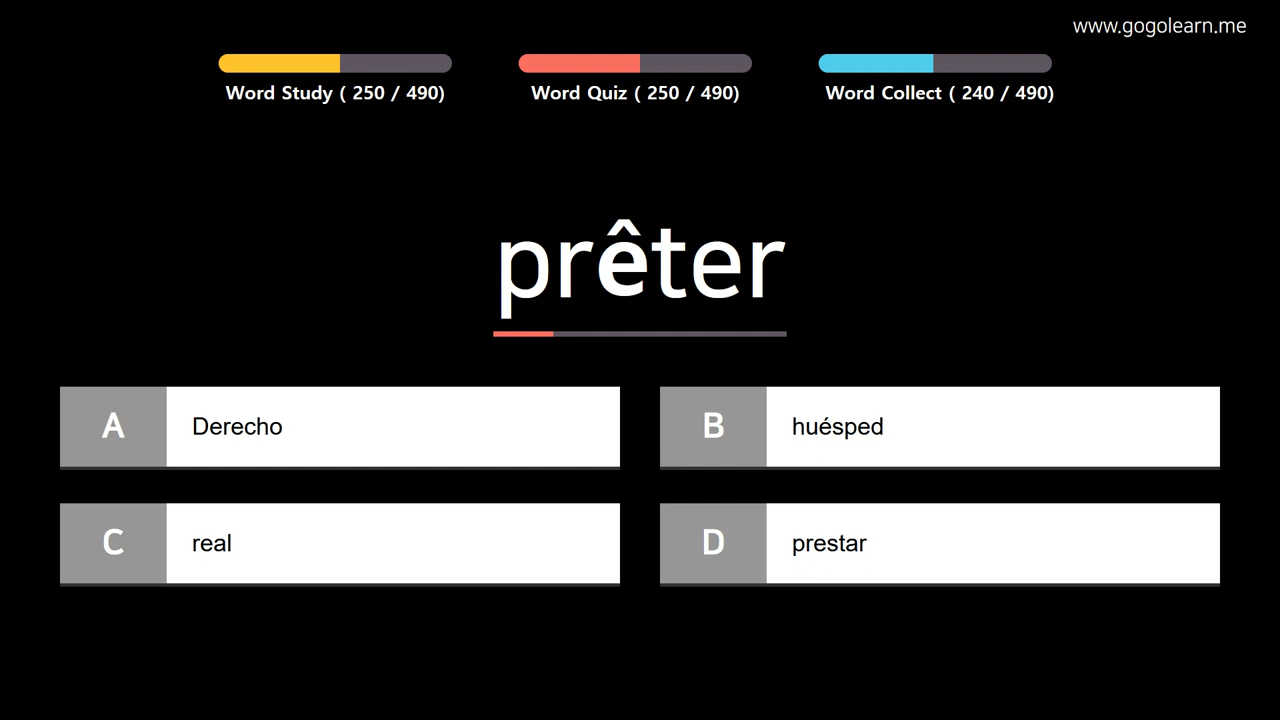 www.gogolearn.me
Word Study ( 250 / 490)
Word Quiz ( 250 / 490)
Word Collect ( 240 / 490)
prêter
A Derecho
B huésped
C real
D prestar